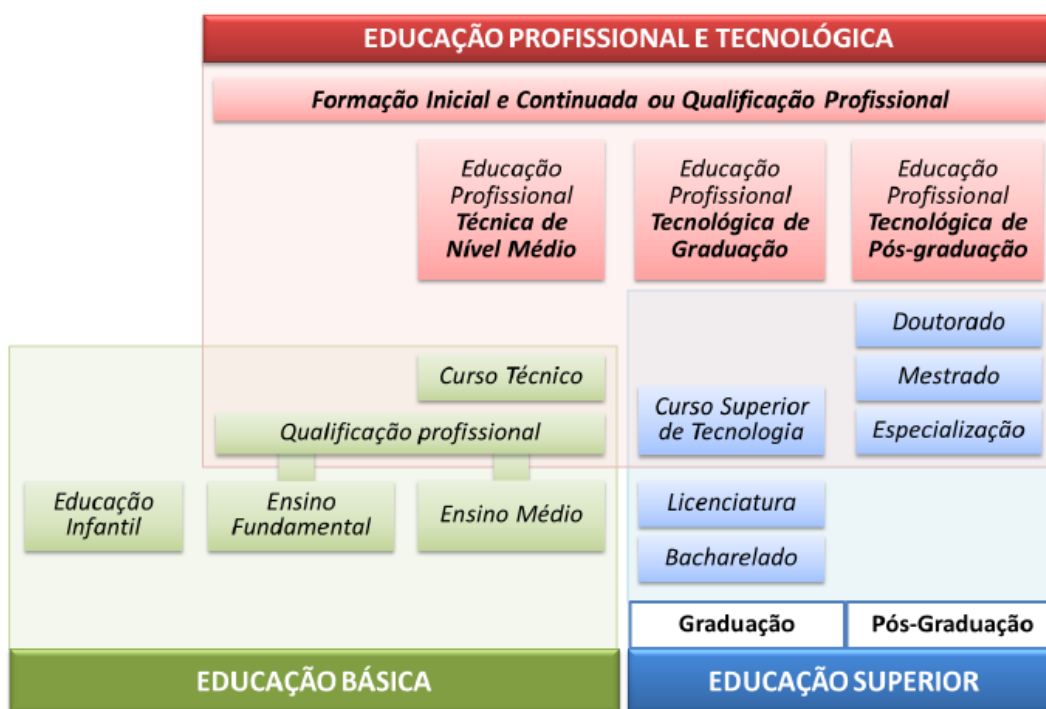 EDUCAÇÃO PROFISSIONAL E TECNOLÓGICA
Formação Inicial e Continuada ou Qualificação Profissional
Educação
Profissional
Técnica de
Nível Médio
Educação
Profissional
Tecnológica de
Graduação
Educação
Profissional
Tecnológica de
Pós-graduação
Doutorado
Curso Técnico
Mestrado
Qualificação profissional
Curso Superior
de Tecnologia
Especialização
Educação
Infantil
Ensino
Fundamental
Ensino Médio
Licenciatura
Bacharelado
Graduação
Pós-Graduação
EDUCAÇÃO BÁSICA
EDUCAÇÃO SUPERIOR